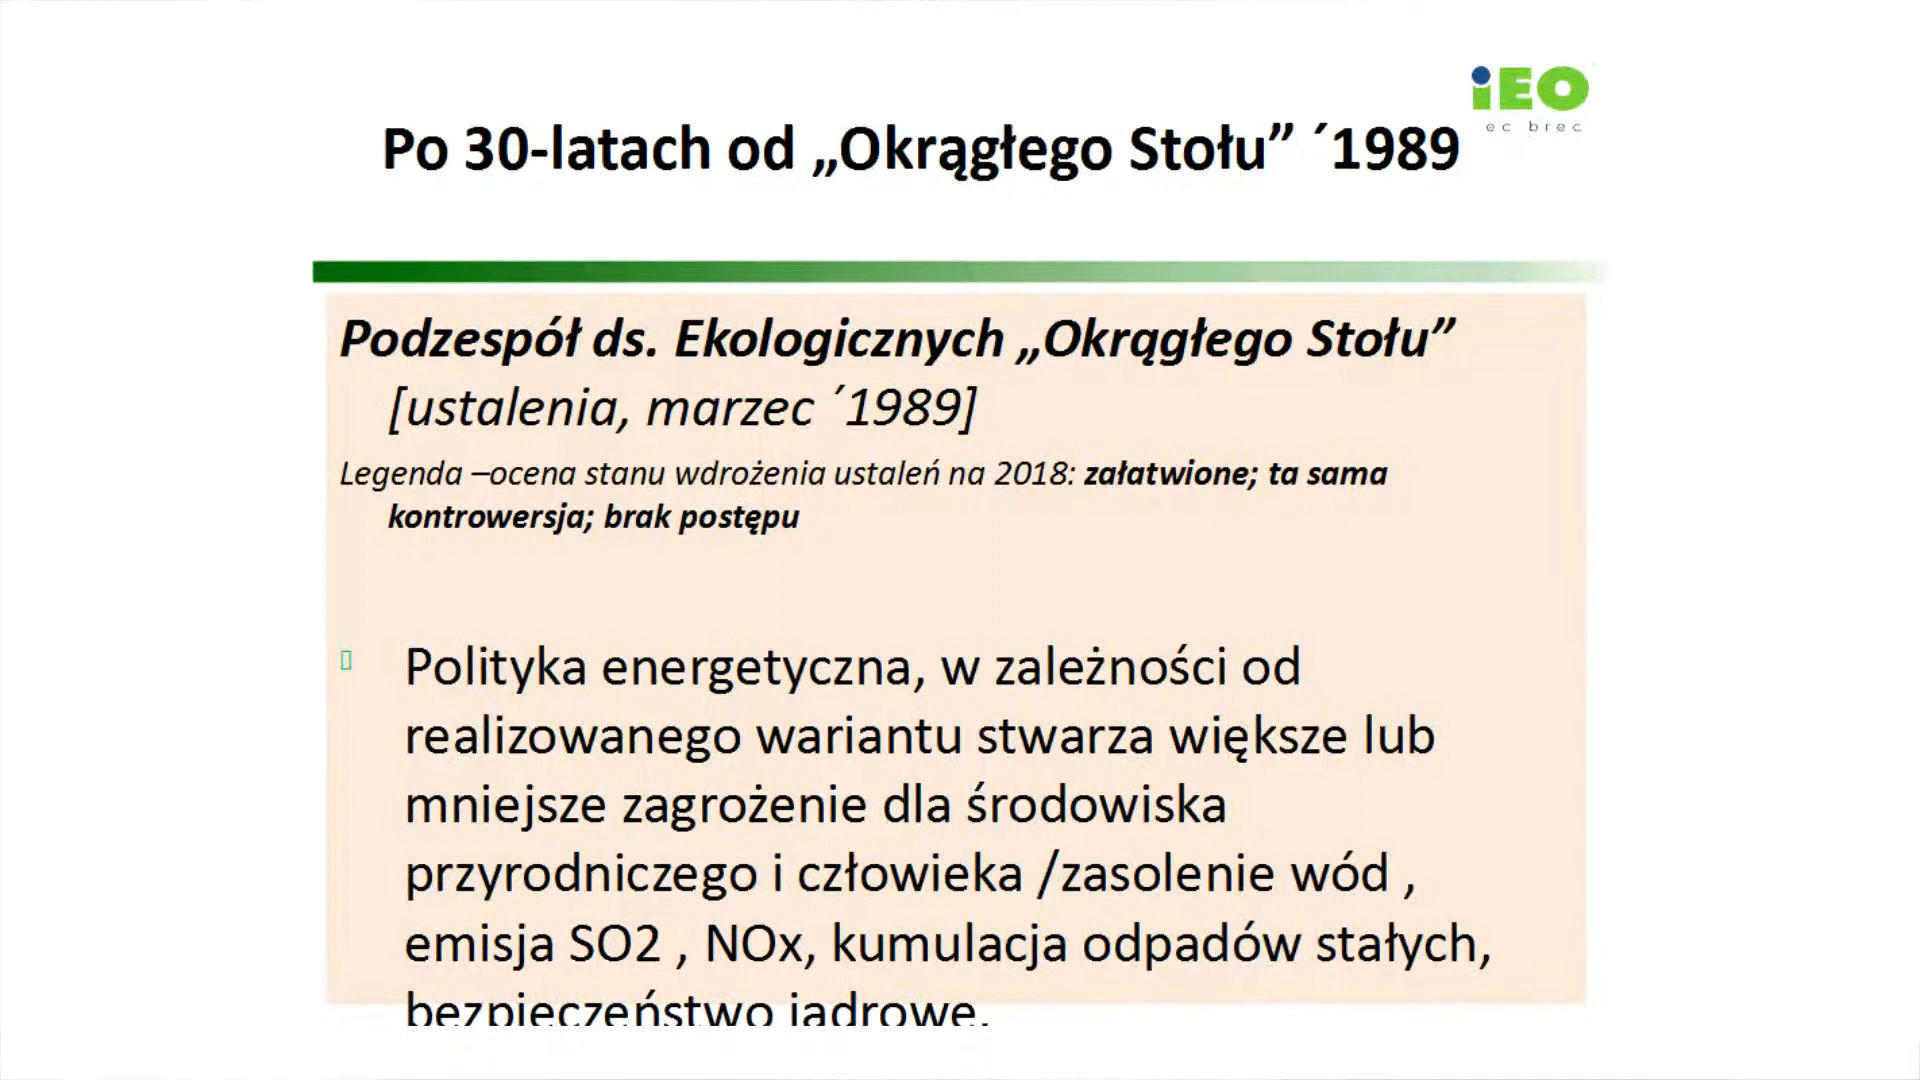 iEO
ec brec
Po 30-latach od „Okrągłego Stołu” ´1989
Podzespół ds. Ekologicznych „Okrągłego Stołu”
[ustalenia, marzec ´1989]
Legenda –ocena stanu wdrożenia ustaleń na 2018: załatwione; ta sama
kontrowersja; brak postępu
Polityka energetyczna, w zależności od
realizowanego wariantu stwarza większe lub
mniejsze zagrożenie dla środowiska
przyrodniczego i człowieka /zasolenie wód ,
emisja SO2 , NOx, kumulacja odpadów stałych,
bezpieczeństwo jądrowe.